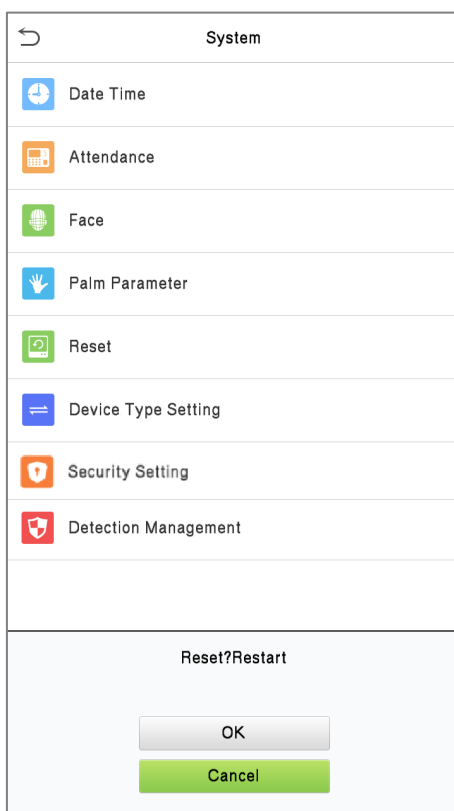 System
Date Time
Attendance
Face
Palm Parameter
Reset
Device Type Setting
Security Setting
Detection Management
Reset?Restart
OK
Cancel